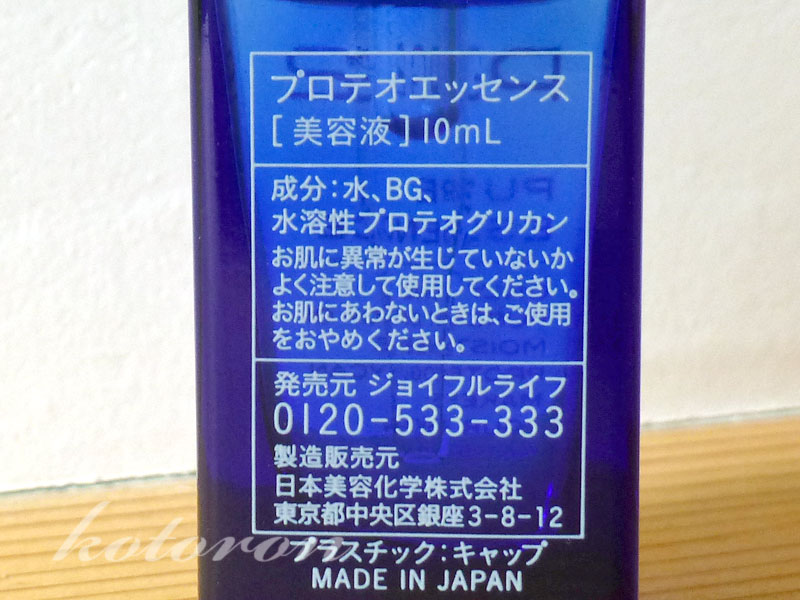 プロテオエッセンス
[美容液]10mL
成分:水、BG、
水溶性プロテオグリカン
お肌に異常が生じていないか
よく注意して使用してください。
お肌にあわないときは、ご使用
をおやめください。
発売元 ジョイフルライフ
0120-533-333
製造販売元
日本美容化学株式会社
東京都中央区銀座3-8-12
プラスチック:キャップ
MADE IN JAPAN
kotoron